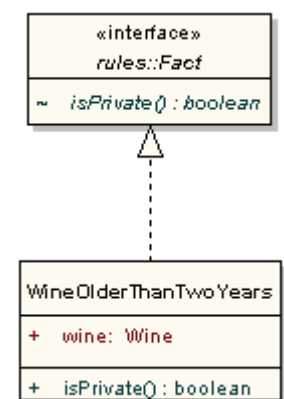 «interface»
rules::Fact
~ isPrivate() : boolean
WineOlderThanTwoYears
+ wine: Wine
+ isPrivate() : boolean